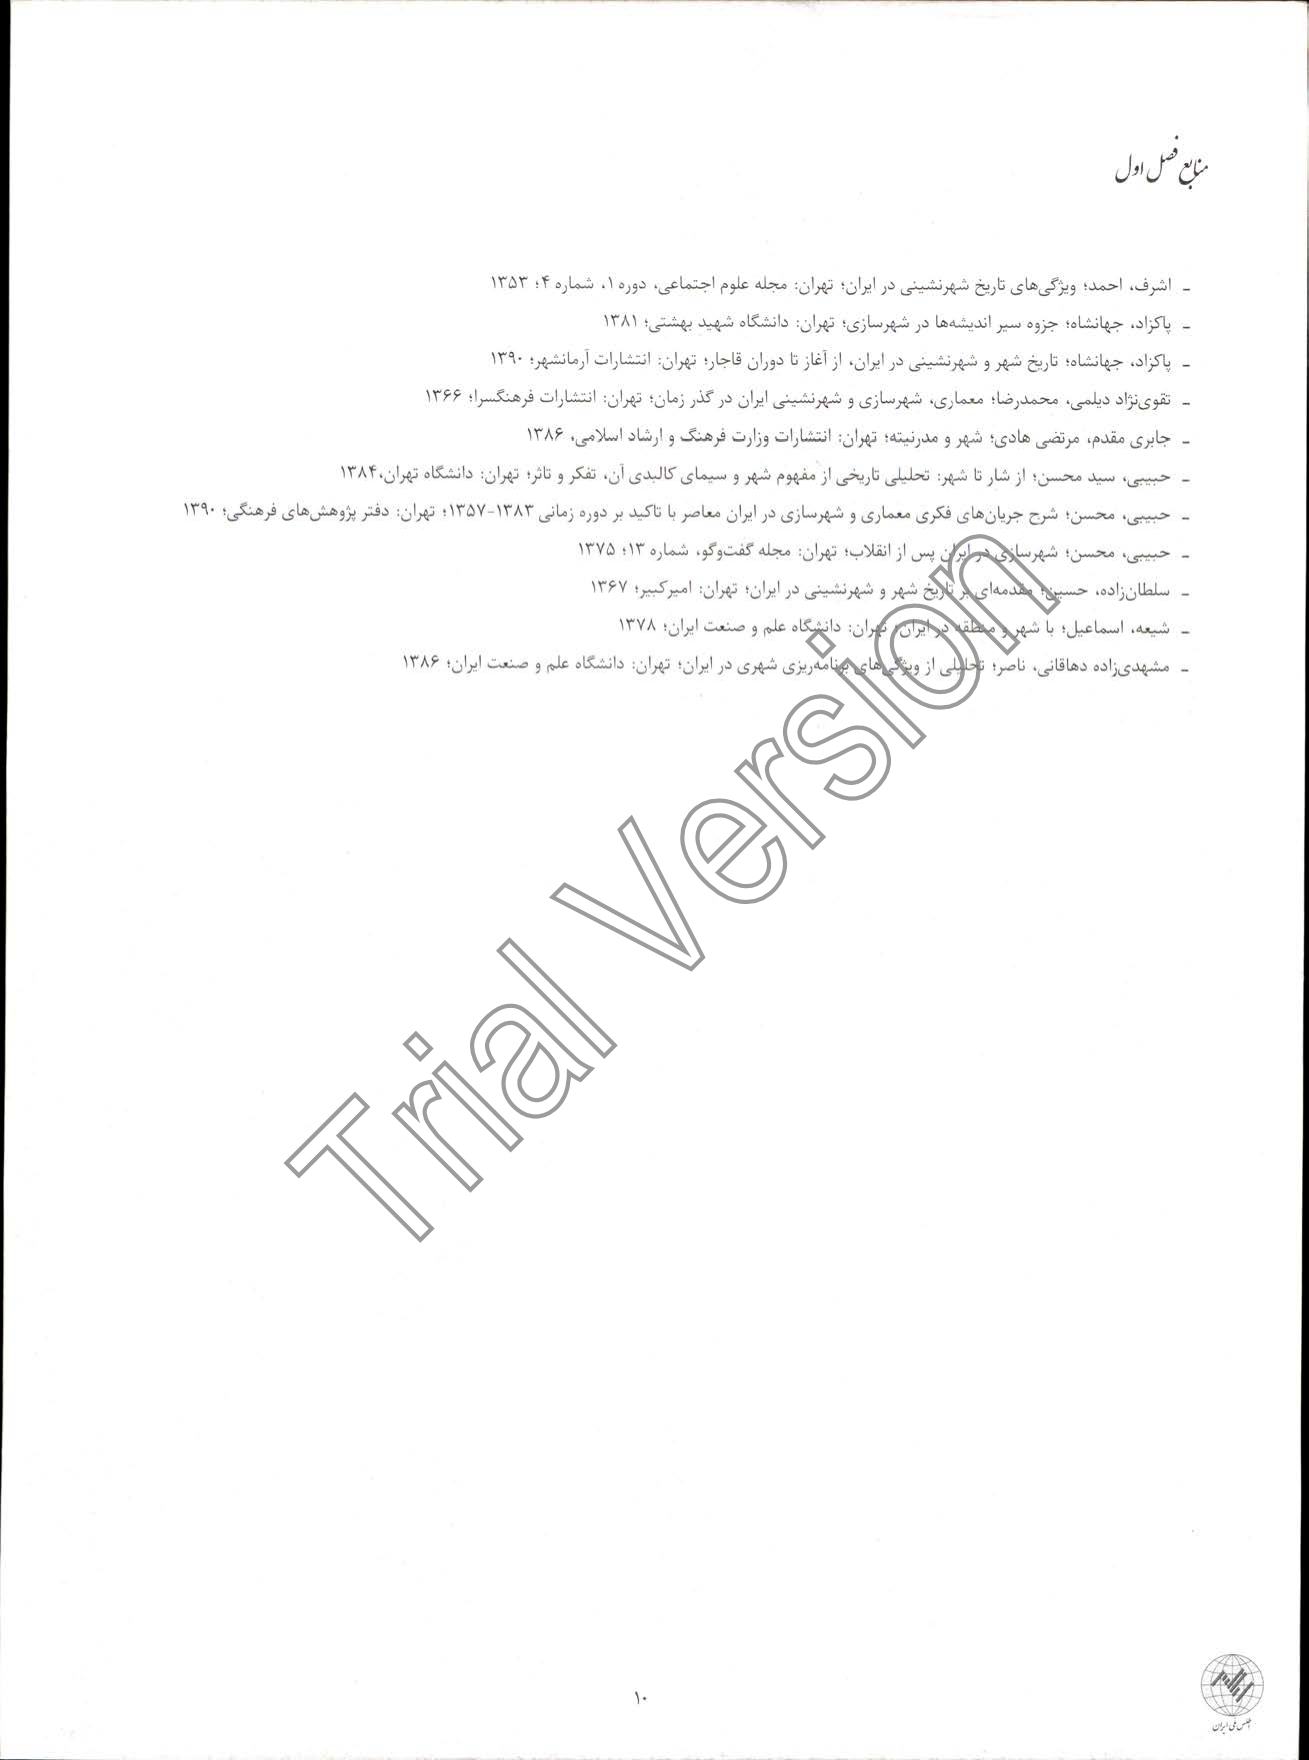 منابع فصل اول
ـ اشرف، احمد؛ ویژگی‌های تاریخ شهرنشینی در ایران؛ تهران: مجله علوم اجتماعی، دوره ۱، شماره ۴؛ ۱۳۵۳
ـ پاکزاد، جهانشاه؛ جزوه سیر اندیشه‌ها در شهرسازی؛ تهران: دانشگاه شهید بهشتی؛ ۱۳۸۱
ـ پاکزاد، جهانشاه؛ تاریخ شهر و شهرنشینی در ایران، از آغاز تا دوران قاجار؛ تهران: انتشارات آرمانشهر؛ ۱۳۹۰
ـ تقوی‌نژاد دیلمی، محمدرضا؛ معماری، شهرسازی و شهرنشینی ایران در گذر زمان؛ تهران: انتشارات فرهنگسرا؛ ۱۳۶۶
ـ جابری مقدم، مرتضی هادی؛ شهر و مدرنیته؛ تهران: انتشارات وزارت فرهنگ و ارشاد اسلامی، ۱۳۸۶
ـ حبیبی، سید محسن؛ از شار تا شهر: تحلیلی تاریخی از مفهوم شهر و سیمای کالبدی آن، تفکر و تاثر؛ تهران: دانشگاه تهران،۱۳۸۴
ـ حبیبی، محسن؛ شرح جریان‌های فکری معماری و شهرسازی در ایران معاصر با تاکید بر دوره زمانی ۱۳۸۳-۱۳۵۷؛ تهران: دفتر پژوهش‌های فرهنگی؛ ۱۳۹۰
ـ حبیبی، محسن؛ شهرسازی در ایران پس از انقلاب؛ تهران: مجله گفت‌وگو، شماره ۱۳؛ ۱۳۷۵
ـ سلطان‌زاده، حسین؛ مقدمه‌ای بر تاریخ شهر و شهرنشینی در ایران؛ تهران: امیرکبیر؛ ۱۳۶۷
ـ شیعه، اسماعیل؛ با شهر و منطقه در ایران؛ تهران: دانشگاه علم و صنعت ایران؛ ۱۳۷۸
ـ مشهدی‌زاده دهاقانی، ناصر؛ تحلیلی از ویژگی‌های برنامه‌ریزی شهری در ایران؛ تهران: دانشگاه علم و صنعت ایران؛ ۱۳۸۶
Trial Version
۱۰
اطلس ملی ایران